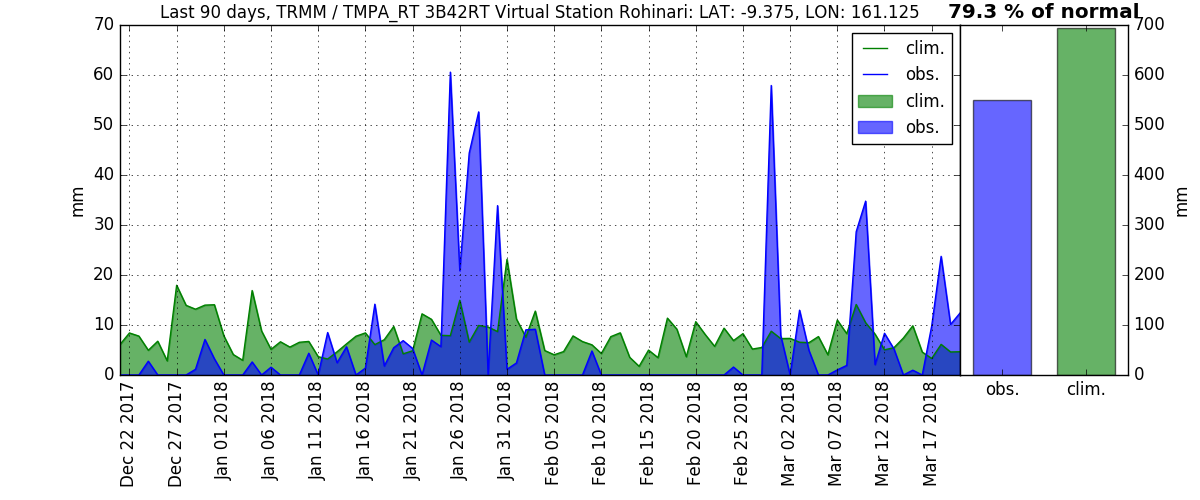 Last 90 days, TRMM / TMPA_RT 3B42RT Virtual Station Rohinari: LAT: -9.375, LON: 161.125
79.3 % of normal
70
60
50
40
30
20
10
0
mm
clim.
obs.
clim.
obs.
700
600
500
400
300
200
100
0
mm
Dec 22 2017
Dec 27 2017
Jan 01 2018
Jan 06 2018
Jan 11 2018
Jan 16 2018
Jan 21 2018
Jan 26 2018
Jan 31 2018
Feb 05 2018
Feb 10 2018
Feb 15 2018
Feb 20 2018
Feb 25 2018
Mar 02 2018
Mar 07 2018
Mar 12 2018
Mar 17 2018
obs.
clim.